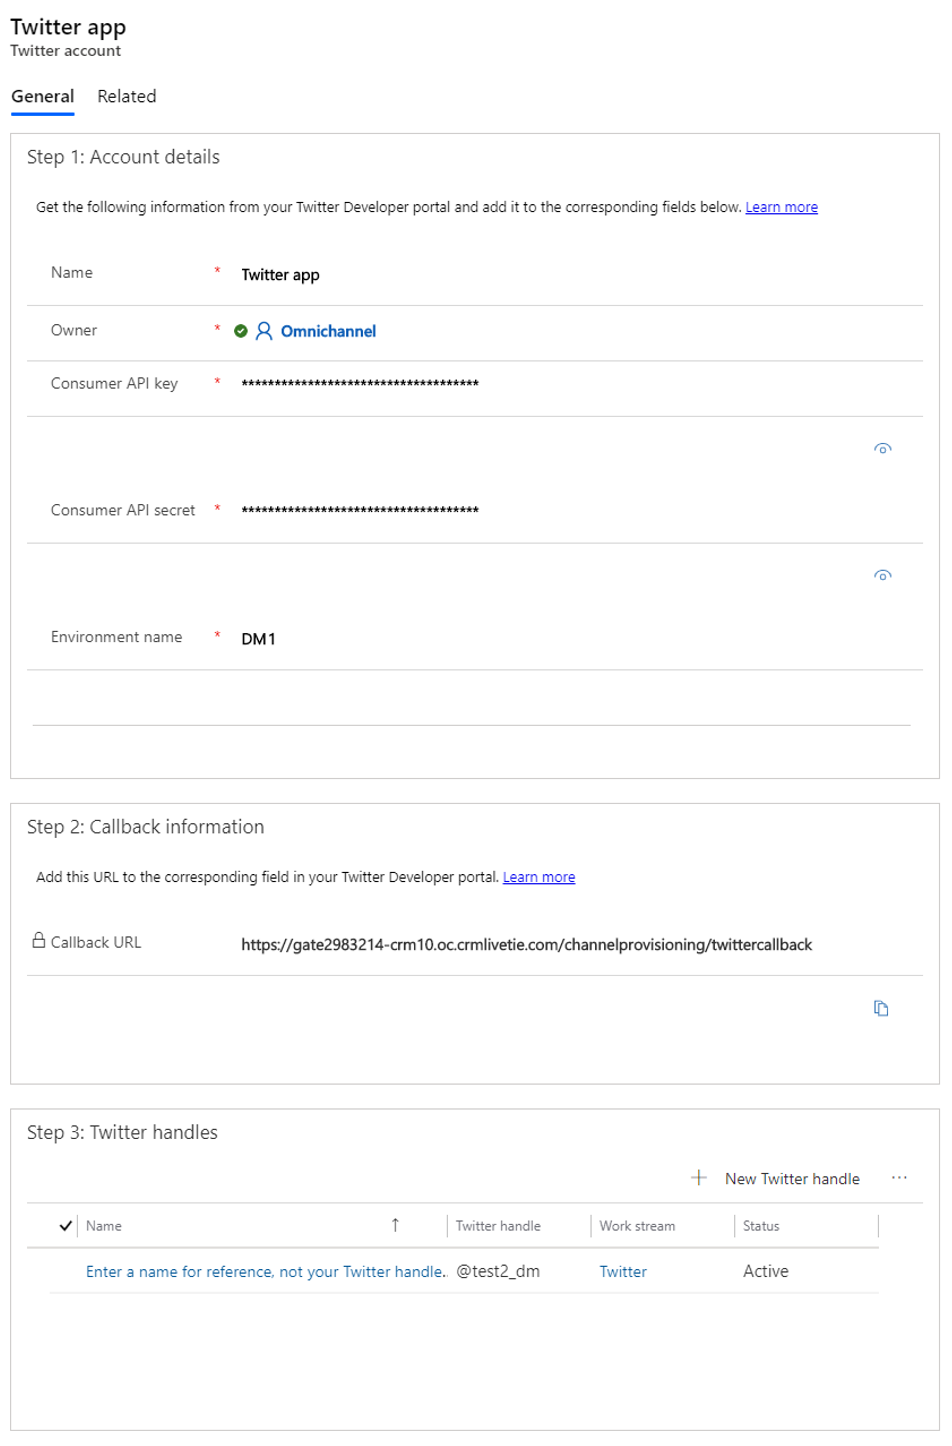 Twitter app
Twitter account
General Related
Step 1: Account details
Get the following information from your Twitter Developer portal and add it to the corresponding fields below. Learn more
Name * Twitter app
Owner * Omnichannel
Consumer API key * ************************************
Consumer API secret * ************************************
Environment name * DM1
Step 2: Callback information
Add this URL to the corresponding field in your Twitter Developer portal. Learn more
Callback URL https://gate2983214-crm10.oc.crmlivetie.com/channelprovisioning/twittercallback
Step 3: Twitter handles
+ New Twitter handle ...
Name ↑ Twitter handle Work stream Status
Enter a name for reference, not your Twitter handle.. @test2_dm Twitter Active